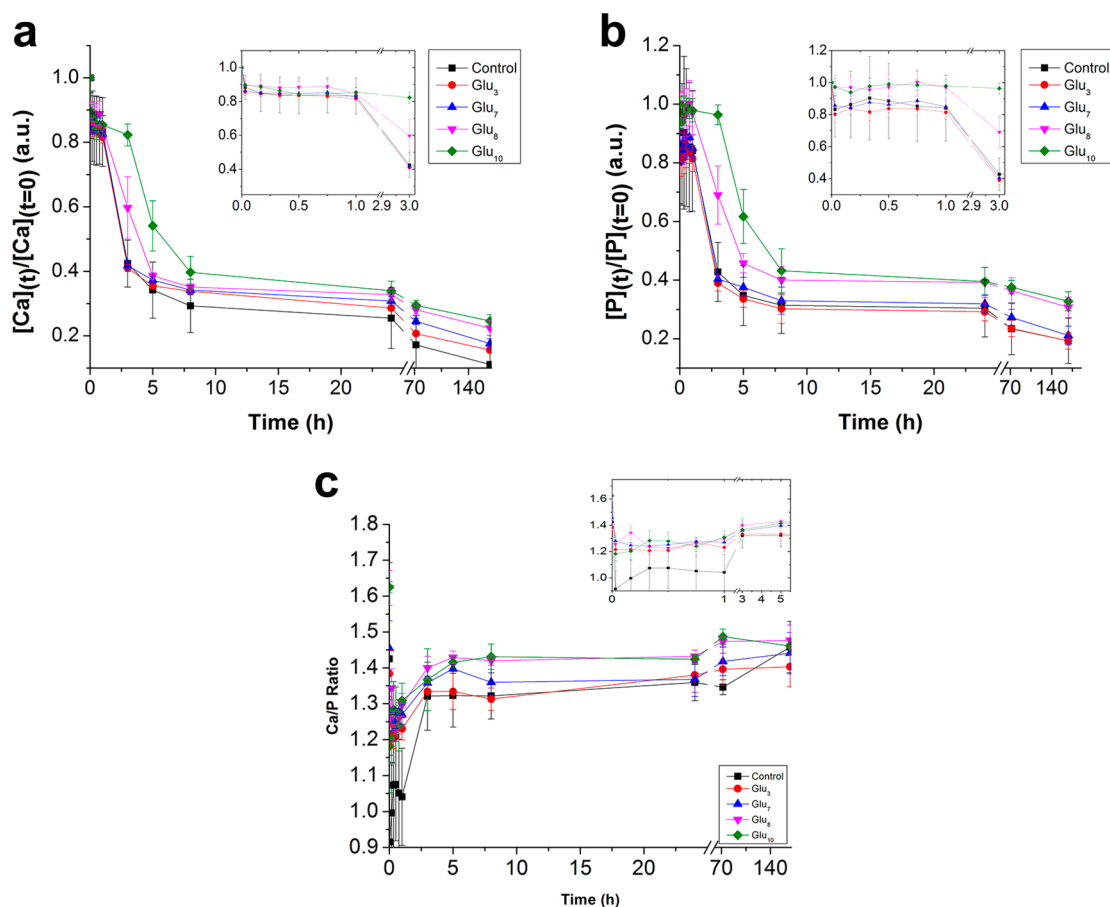 a
[Ca](t)/[Ca](t=0) (a.u.)
1.0
0.8
0.6
0.4
0.2
0 5 10 15 20 70 140
Time (h)
1.0
0.8
0.6
0.4
0.0 0.5 1.0 2.9 3.0
Control
Glu3
Glu7
Glu8
Glu10
b
[P](t)/[P](t=0) (a.u.)
1.2
1.0
0.8
0.6
0.4
0.2
0 5 10 15 20 70 140
Time (h)
1.2
1.0
0.8
0.6
0.4
0.0 0.5 1.0 2.9 3.0
Control
Glu3
Glu7
Glu8
Glu10
c
Ca/P Ratio
1.8
1.7
1.6
1.5
1.4
1.3
1.2
1.1
1.0
0.9
0 5 10 15 20 70 140
Time (h)
1.6
1.4
1.2
1.0
0 1 3 4 5
Control
Glu3
Glu7
Glu8
Glu10